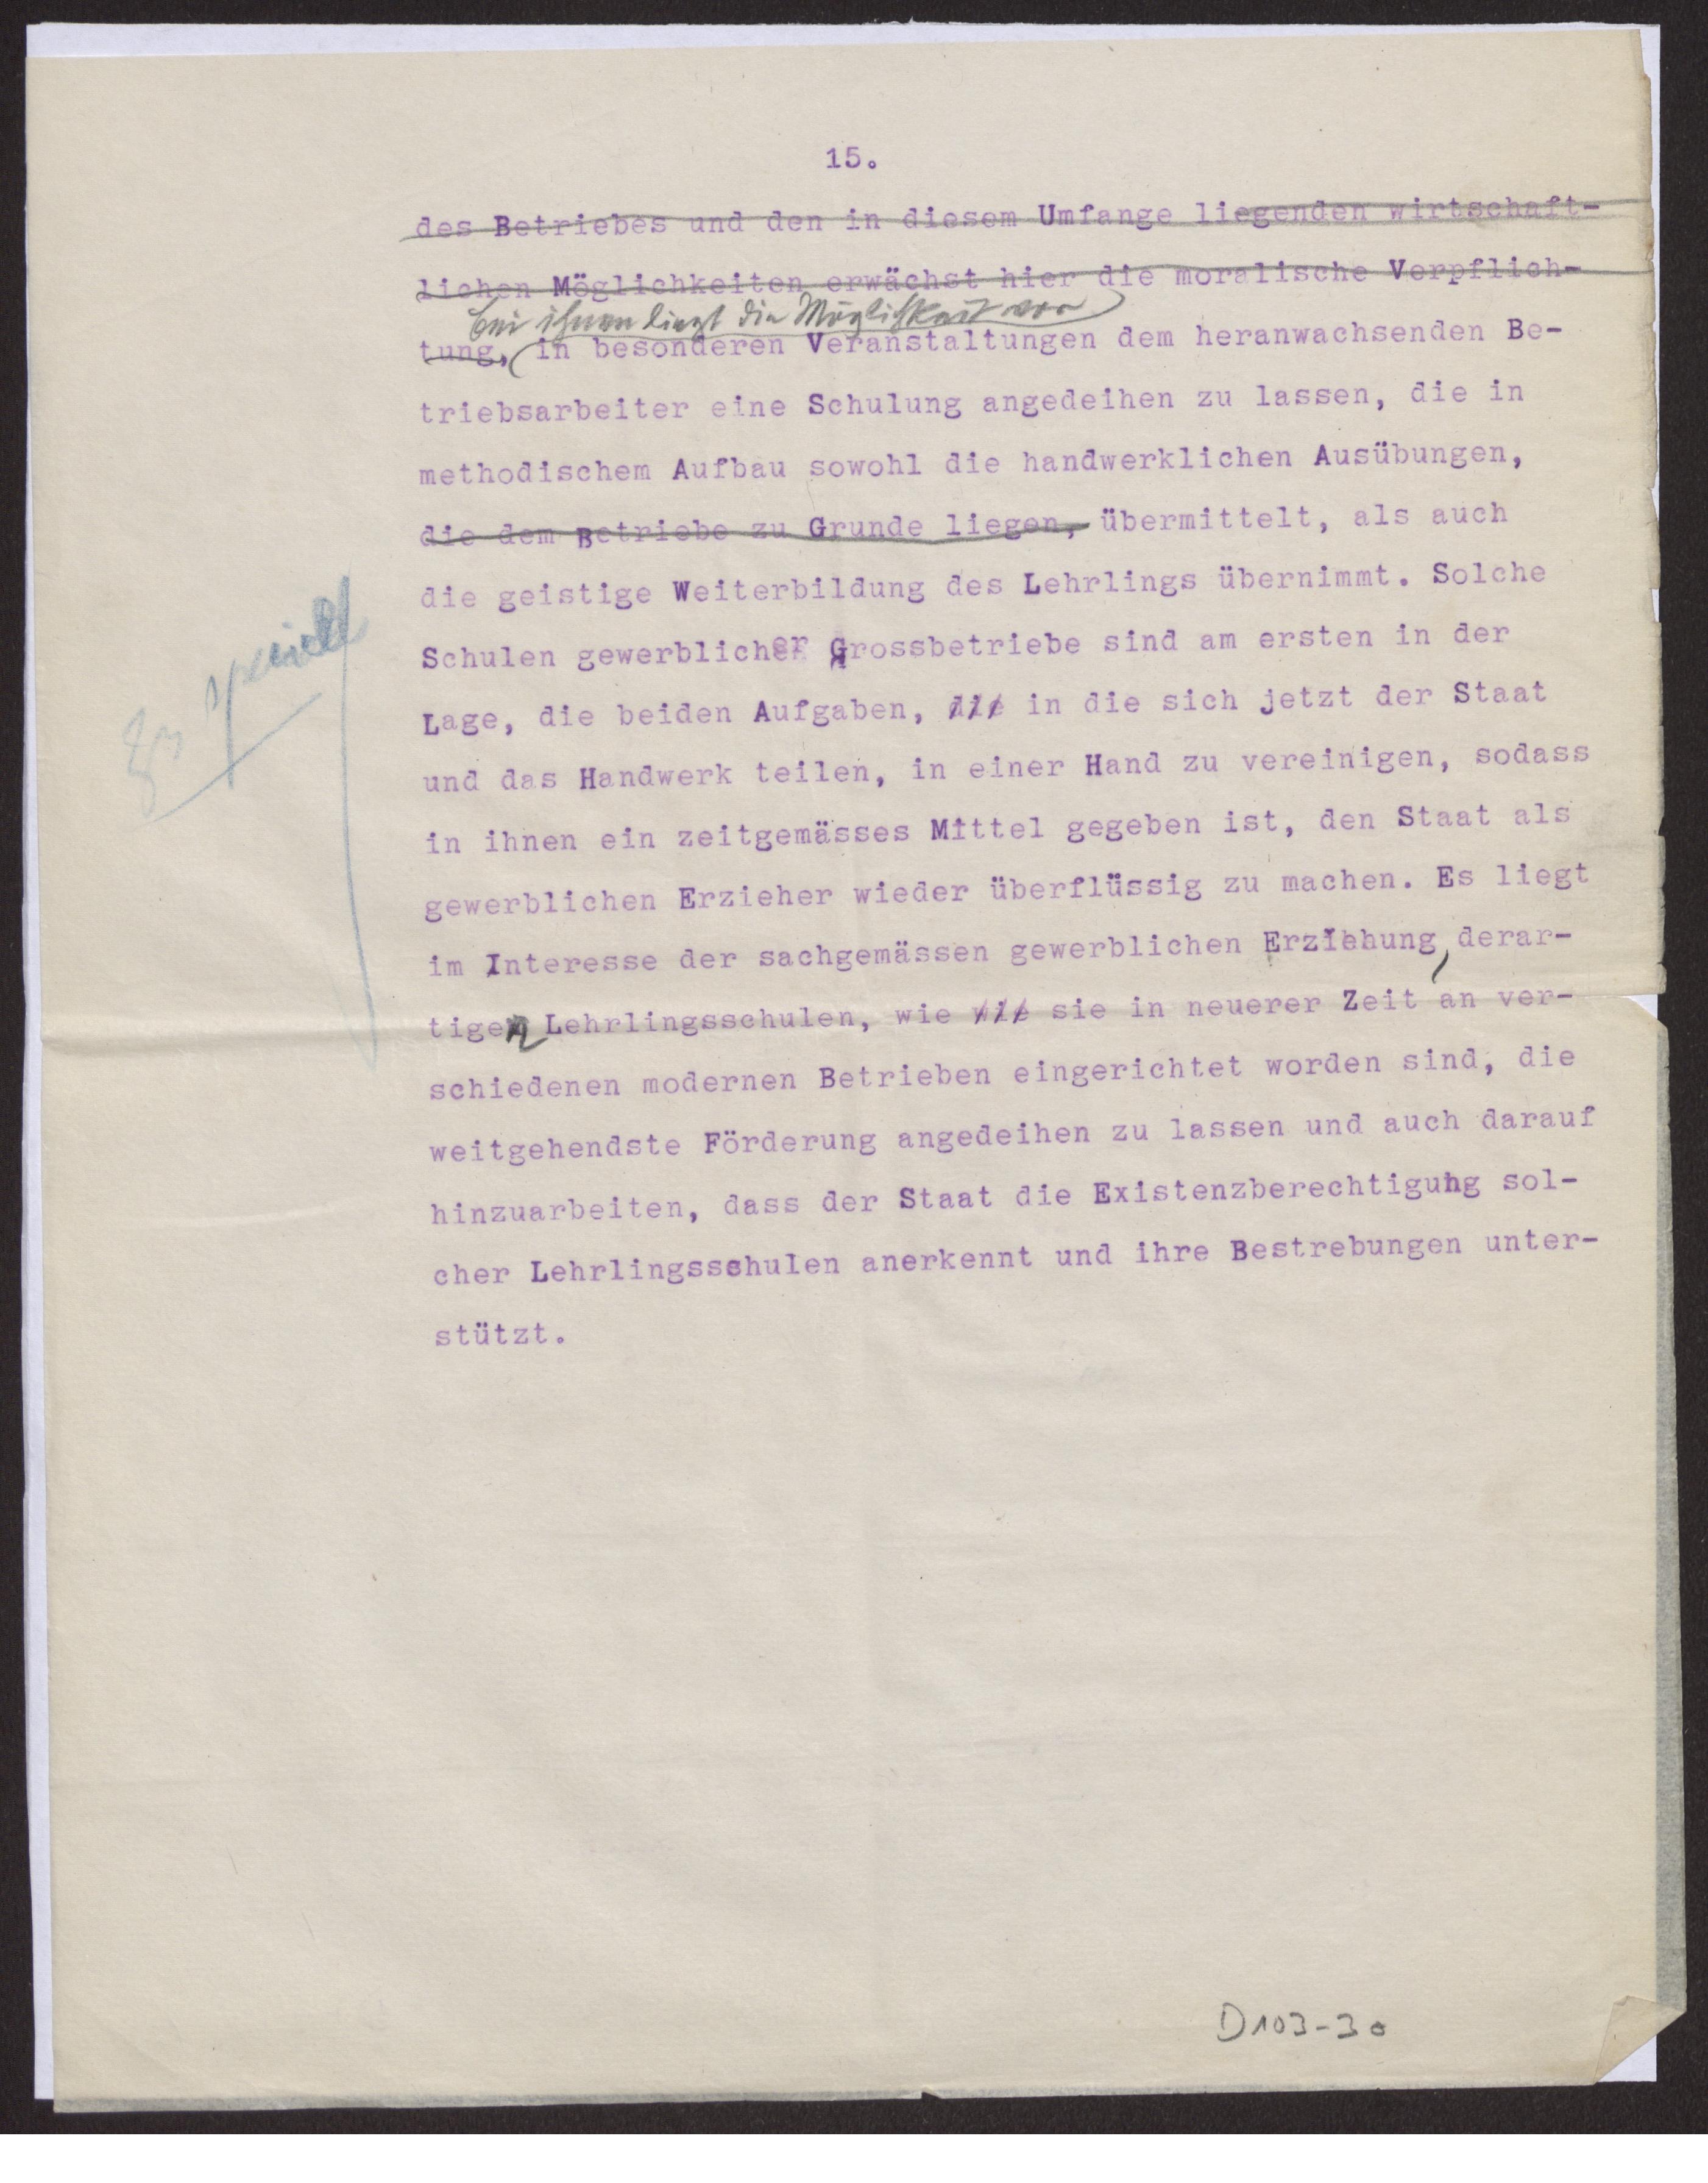 15.
des Betriebes und den in diesem Umfange liegenden wirtschaft-
lichen Möglichkeiten erwächst hier die moralische Verpflich-
bei ihnen liegt die Möglichkeit vor
tung, in besonderen Veranstaltungen dem heranwachsenden Be-
triebsarbeiter eine Schulung angedeihen zu lassen, die in
methodischem Aufbau sowohl die handwerklichen Ausübungen,
die dem Betriebe zu Grunde liegen, übermittelt, als auch
die geistige Weiterbildung des Lehrlings übernimmt. Solche
Schulen gewerblicher Grossbetriebe sind am ersten in der
Lage, die beiden Aufgaben, die in die sich jetzt der Staat
und das Handwerk teilen, in einer Hand zu vereinigen, sodass
in ihnen ein zeitgemässes Mittel gegeben ist, den Staat als
gewerblichen Erzieher wieder überflüssig zu machen. Es liegt
im Interesse der sachgemässen gewerblichen Erziehung, derar-
tigen Lehrlingsschulen, wie wie sie in neuerer Zeit an ver-
schiedenen modernen Betrieben eingerichtet worden sind, die
weitgehendste Förderung angedeihen zu lassen und auch darauf
hinzuarbeiten, dass der Staat die Existenzberechtigung sol-
cher Lehrlingsschulen anerkennt und ihre Bestrebungen unter-
stützt.
speciell
D103-30